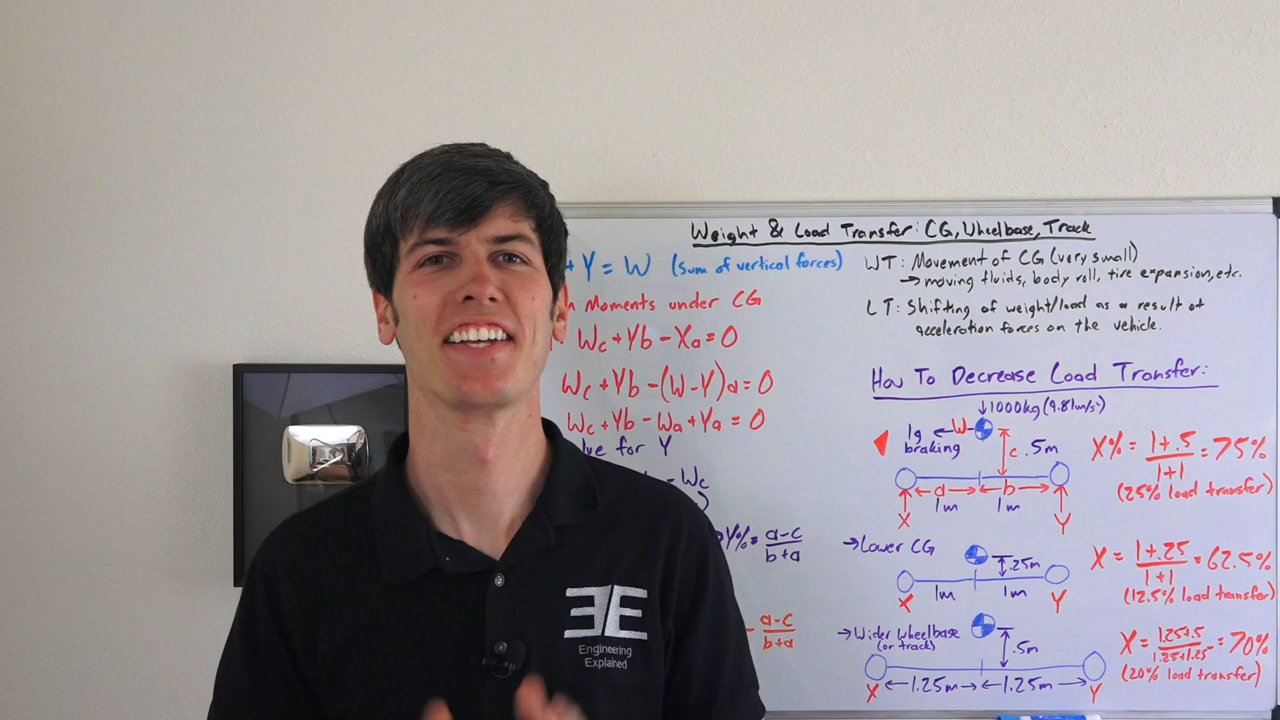 Weight & Load Transfer: CG, Wheelbase, Track
+ Y = W (sum of vertical forces)
Moments under CG
Wc + Yb - Xa = 0
Wc + Yb - (W - Y)a = 0
Wc + Yb - Wa + Ya = 0
for Y
- Wc
)
Y% = a-c
b+a
- a-c
b+a
WT: Movement of CG (very small)
→ moving fluids, body roll, tire expansion, etc.
LT: Shifting of weight/load as a result of
acceleration forces on the vehicle.
How To Decrease Load Transfer:
↓1000kg (9.81m/s²)
1g ← W
braking
c .5m
a b
1m 1m
X Y
X% = 1+.5 = 75%
1+1
(25% load transfer)
→ Lower CG
.25m
1m 1m
X Y
X = 1+.25 = 62.5%
1+1
(12.5% load transfer)
→ Wider wheelbase
(or track)
.5m
X ←1.25m→ ←1.25m→ Y
X = 1.25+.5 = 70%
1.25+1.25
(20% load transfer)
EE
Engineering
Explained